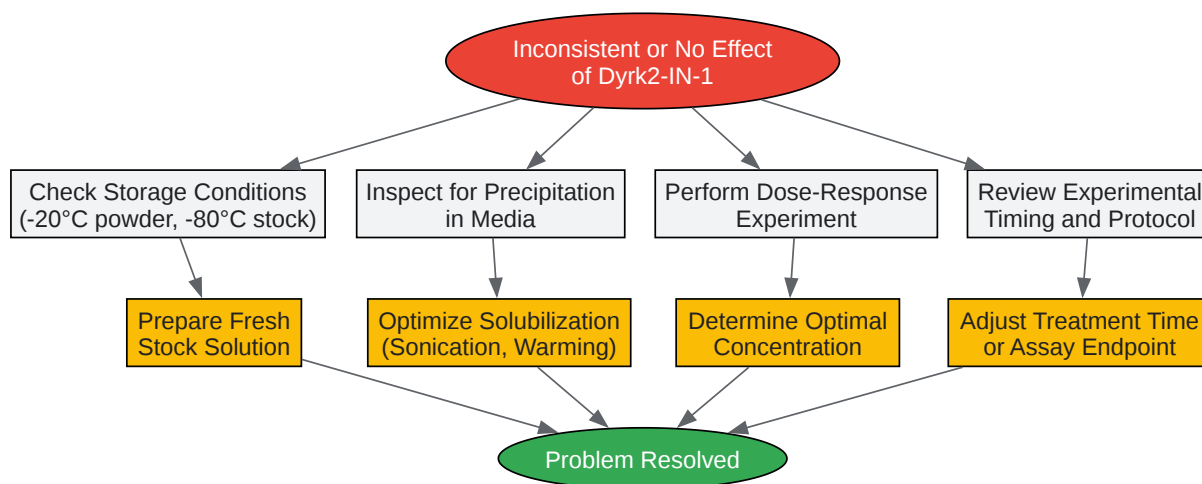 Inconsistent or No Effect
of Dyrk2-IN-1
Check Storage Conditions
(-20°C powder, -80°C stock)
Inspect for Precipitation
in Media
Perform Dose-Response
Experiment
Review Experimental
Timing and Protocol
Prepare Fresh
Stock Solution
Optimize Solubilization
(Sonication, Warming)
Determine Optimal
Concentration
Adjust Treatment Time
or Assay Endpoint
Problem Resolved